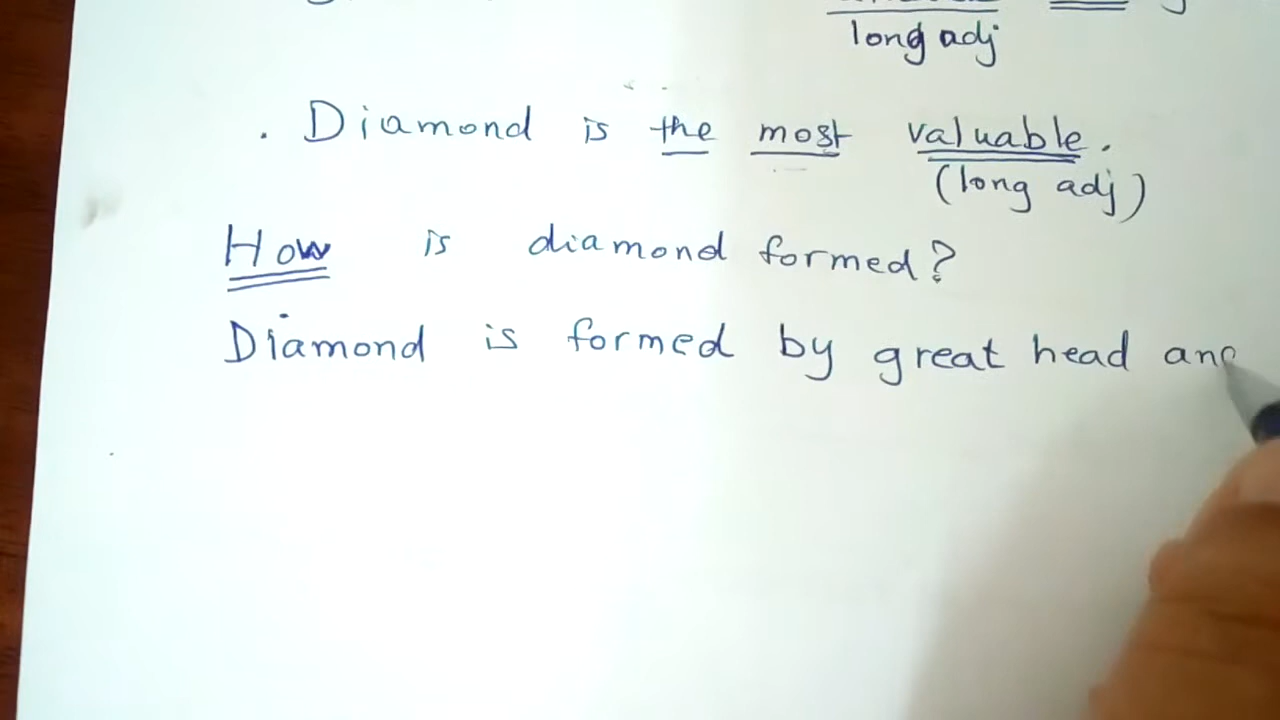 long adj
. Diamond is the most valuable.
(long adj)
How is diamond formed?
Diamond is formed by great head and